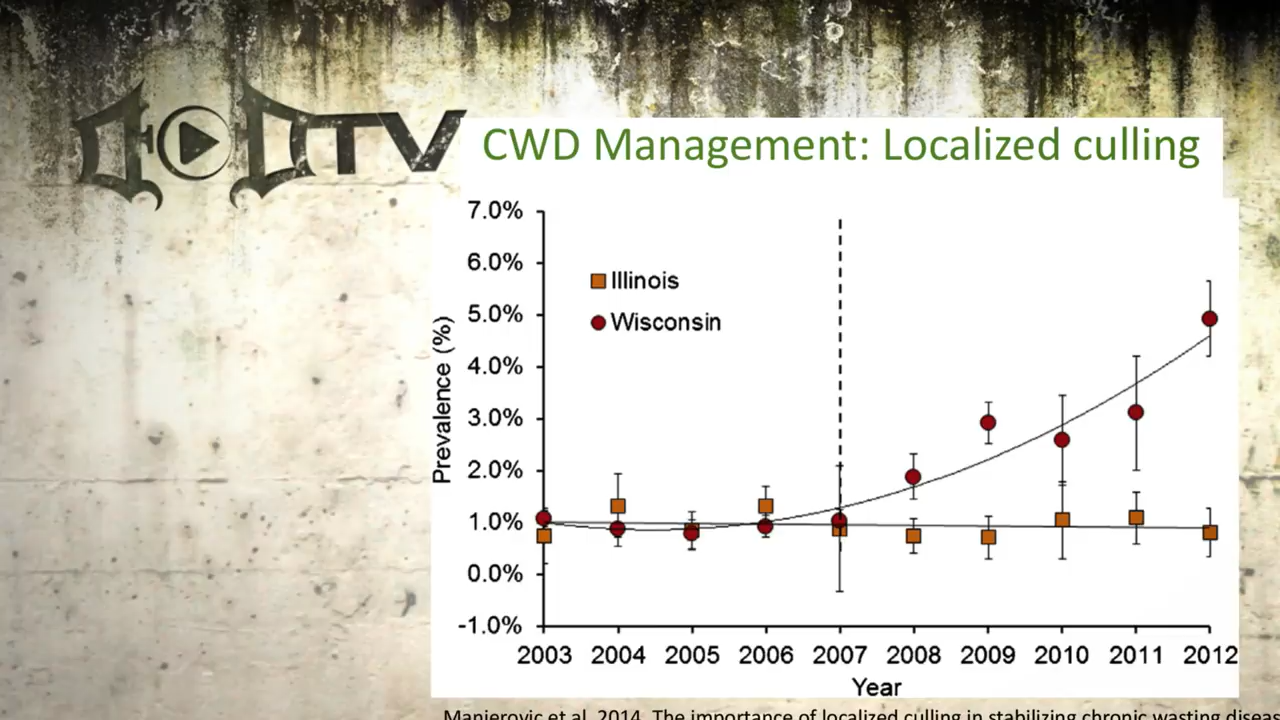 TV
CWD Management: Localized culling
7.0%
6.0%
5.0%
4.0%
3.0%
2.0%
1.0%
0.0%
-1.0%
Prevalence (%)
Illinois
Wisconsin
2003 2004 2005 2006 2007 2008 2009 2010 2011 2012
Year
Manjerovic et al. 2014. The importance of localized culling in stabilizing chronic wasting diseas